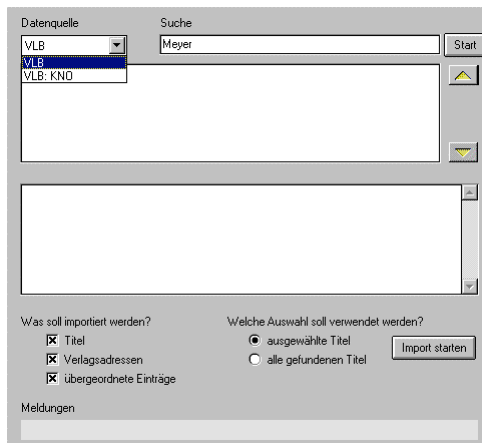 Datenquelle Suche
VLB Meyer Start
VLB
VLB: KNO
Was soll importiert werden? Welche Auswahl soll verwendet werden?
Titel ausgewählte Titel
Verlagsadressen alle gefundenen Titel Import starten
übergeordnete Einträge
Meldungen